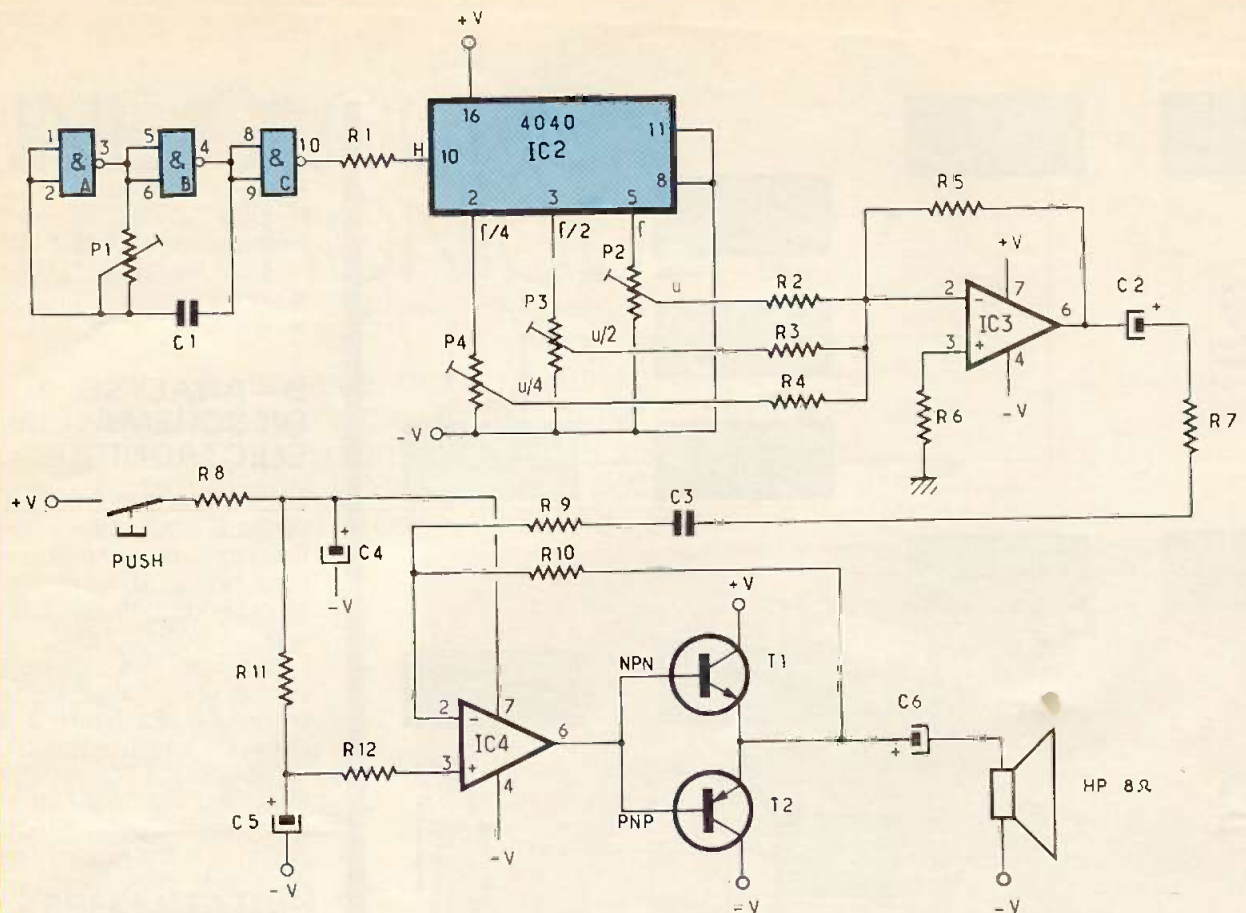 +V
1
2
&
A
3
5
6
&
B
4
8
9
&
C
10
R1
H
10
16
4040
IC2
11
8
2
3
5
f/4
f/2
f
P1
C1
P2
u
P3
u/2
P4
u/4
-V
R2
R3
R4
R5
+V
2
-
7
IC3
3
+
4
6
-V
R6
C2
+
R7
+V
PUSH
R8
+
C4
-V
R9
C3
R10
R11
R12
+
C5
-V
2
-
7
IC4
3
+
4
6
-V
NPN
PNP
+V
T1
T2
-V
C6
+
HP 8Ω
-V